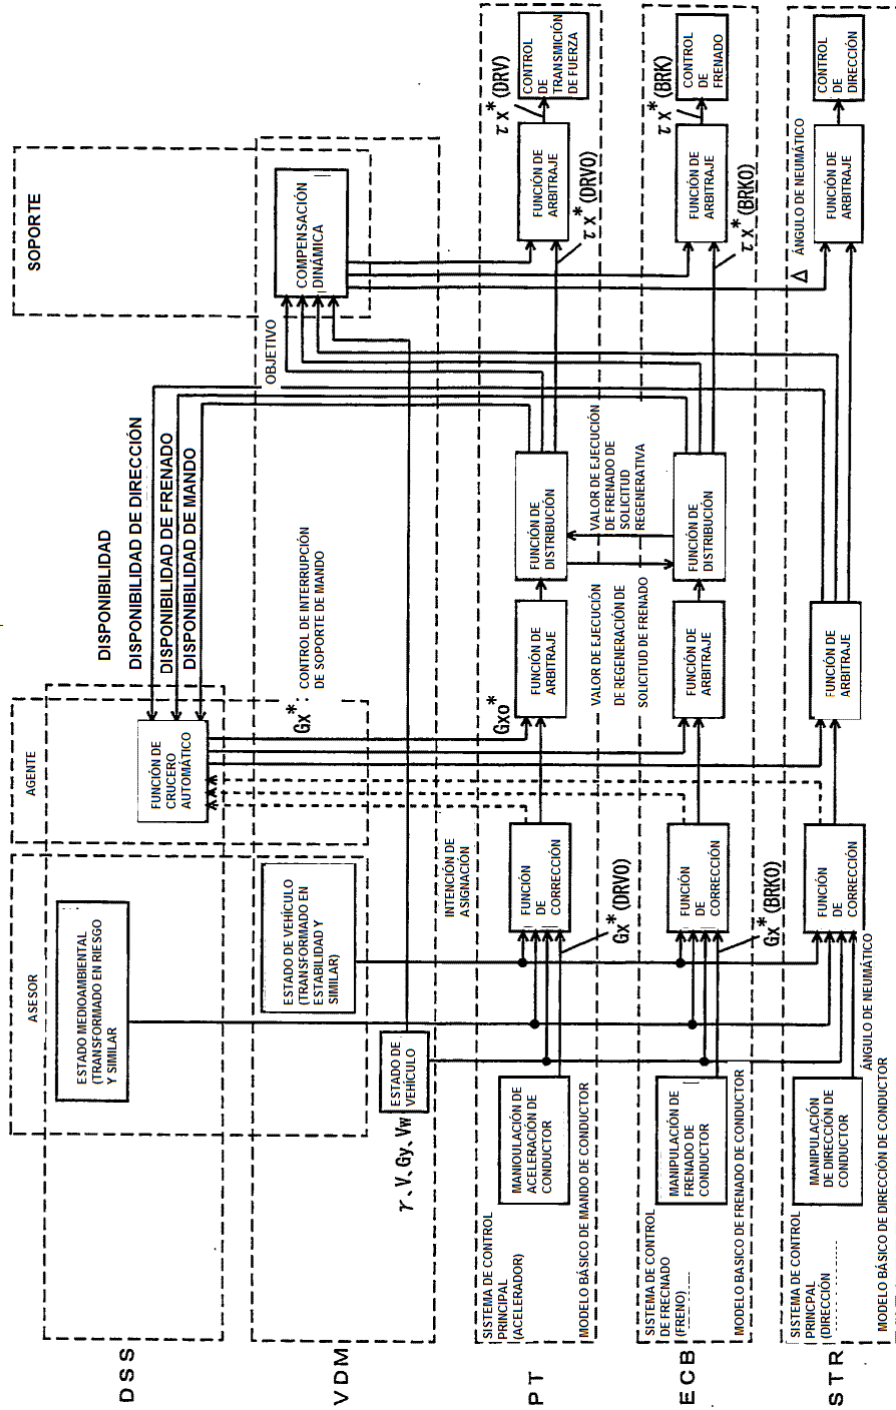 DSS
VDM
PT
ECB
STR
ASESOR
ESTADO MEDIOAMBIENTAL
(TRANSFORMADO EN RIESGO
Y SIMILAR
ESTADO DE VEHÍCULO
(TRANSFORMADO EN
ESTABILIDAD Y
SIMILAR)
ESTADO DE
VEHÍCULO
γ、V、Gy、Vw
AGENTE
FUNCIÓN DE
CRUCERO
AUTOMÁTICO
DISPONIBILIDAD
DISPONIBILIDAD DE DIRECCIÓN
DISPONIBILIDAD DE FRENADO
DISPONIBILIDAD DE MANDO
Gx* : CONTROL DE INTERRUPCIÓN
DE SOPORTE DE MANDO
SOPORTE
COMPENSACIÓN
DINÁMICA
OBJETIVO
SISTEMA DE CONTROL
PRINCIPAL
(ACELERADOR)
MANIOULACIÓN DE
ACELERACIÓN DE
CONDUCTOR
MODELO BÁSICO DE MANDO DE CONDUCTOR
INTENCIÓN DE
ASIGNACIÓN
FUNCIÓN
DE
CORRECCIÓN
Gx* (DRV0)
Gx0*
FUNCIÓN DE
ARBITRAJE
FUNCIÓN DE
DISTRIBUCIÓN
FUNCIÓN DE
ARBITRAJE
τx* (DRV0)
τx* (DRV)
CONTROL
DE
TRANSMICIÓN
DE FUERZA
VALOR DE EJECUCIÓN
DE REGENERACIÓN DE
SOLICITUD DE FRENADO
VALOR DE EJECUCIÓN
DE FRENADO DE
SOLICITUD
REGENERATIVA
SISTEMA DE CONTROL
DE FRECNADO
(FRENO)
MANIPULACIÓN DE
FRENADO DE
CONDUCTOR
MODELO BASICO DE FRENADO DE CONDUCTOR
FUNCIÓN
DE
CORRECCIÓN
Gx* (BRK0)
FUNCIÓN DE
ARBITRAJE
FUNCIÓN DE
DISTRIBUCIÓN
FUNCIÓN DE
ARBITRAJE
τx* (BRK0)
τx* (BRK)
CONTROL
DE
FRENADO
SISTEMA DE CONTROL
PRINCPAL
(DIRECCIÓN
MANIPULACIÓN
DE DIRECCIÓN DE
CONDUCTOR
MODELO BÁSICO DE DIRECCIÓN DE CONDUCTOR
ÁNGULO DE NEUMÁTICO
FUNCIÓN
DE
CORRECCIÓN
FUNCIÓN DE
ARBITRAJE
Δ ÁNGULO DE NEUMÁTICO
FUNCIÓN DE
ARBITRAJE
CONTROL
DE
DIRECCIÓN